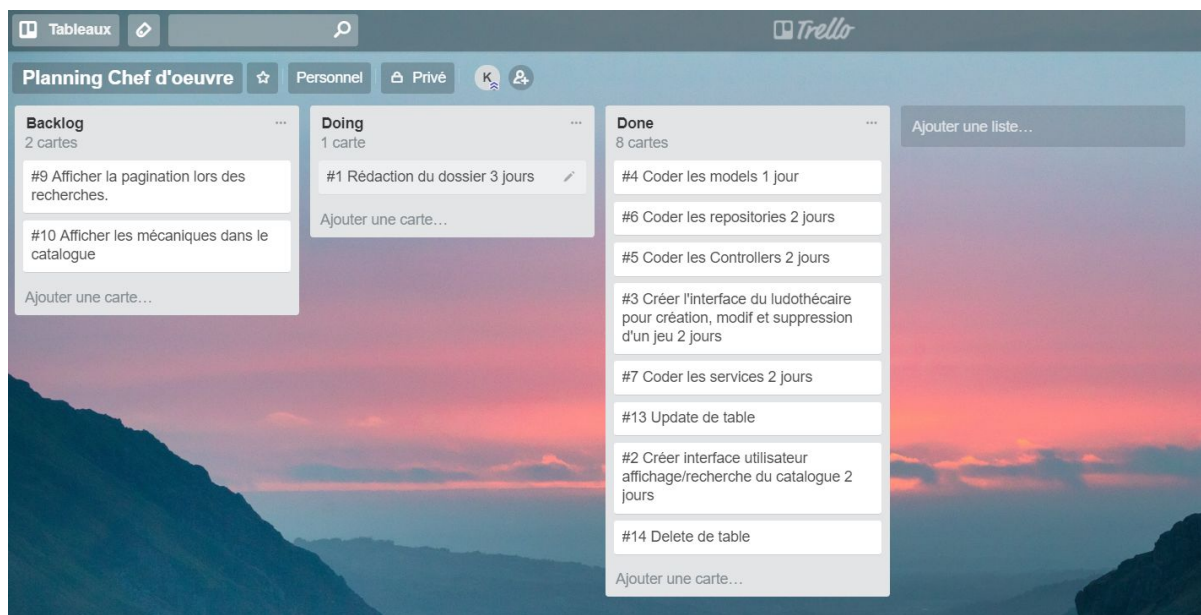 Tableaux
Trello
Planning Chef d'oeuvre
Personnel
Privé
K
Backlog
2 cartes
#9 Afficher la pagination lors des
recherches.
#10 Afficher les mécaniques dans le
catalogue
Ajouter une carte…
Doing
1 carte
#1 Rédaction du dossier 3 jours
Ajouter une carte…
Done
8 cartes
#4 Coder les models 1 jour
#6 Coder les repositories 2 jours
#5 Coder les Controllers 2 jours
#3 Créer l'interface du ludothécaire
pour création, modif et suppression
d'un jeu 2 jours
#7 Coder les services 2 jours
#13 Update de table
#2 Créer interface utilisateur
affichage/recherche du catalogue 2
jours
#14 Delete de table
Ajouter une carte…
Ajouter une liste…